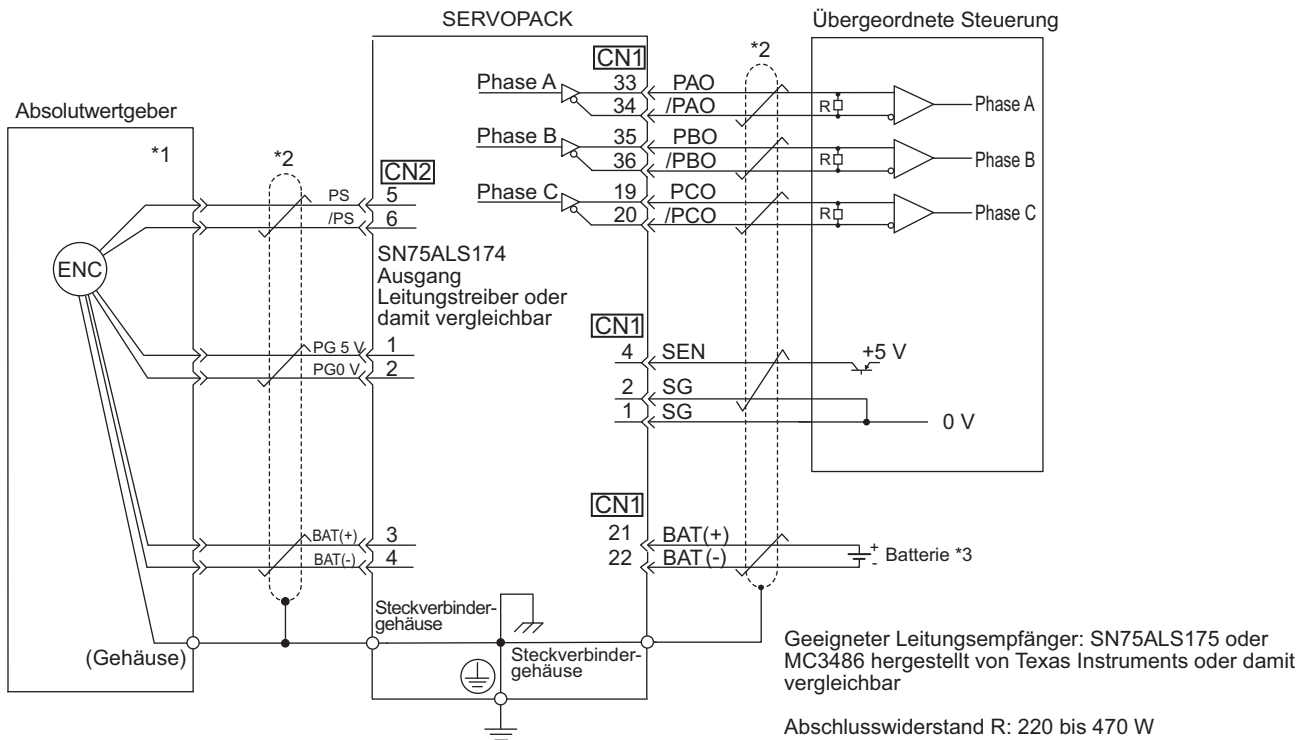 SERVOPACK
Übergeordnete Steuerung
Absolutwertgeber
*1
*2
CN2
PS 5
/PS 6
ENC
SN75ALS174
Ausgang
Leitungstreiber oder
damit vergleichbar
PG 5 V 1
PG0 V 2
BAT(+) 3
BAT(-) 4
(Gehäuse)
Steckverbinder-
gehäuse
Steckverbinder-
gehäuse
CN1
*2
Phase A 33 PAO
34 /PAO R Phase A
Phase B 35 PBO
36 /PBO R Phase B
Phase C 19 PCO
20 /PCO R Phase C
CN1
4 SEN +5 V
2 SG
1 SG 0 V
CN1
21 BAT(+)
22 BAT(-)
+
-
Batterie *3
Geeigneter Leitungsempfänger: SN75ALS175 oder
MC3486 hergestellt von Texas Instruments oder damit
vergleichbar
Abschlusswiderstand R: 220 bis 470 W